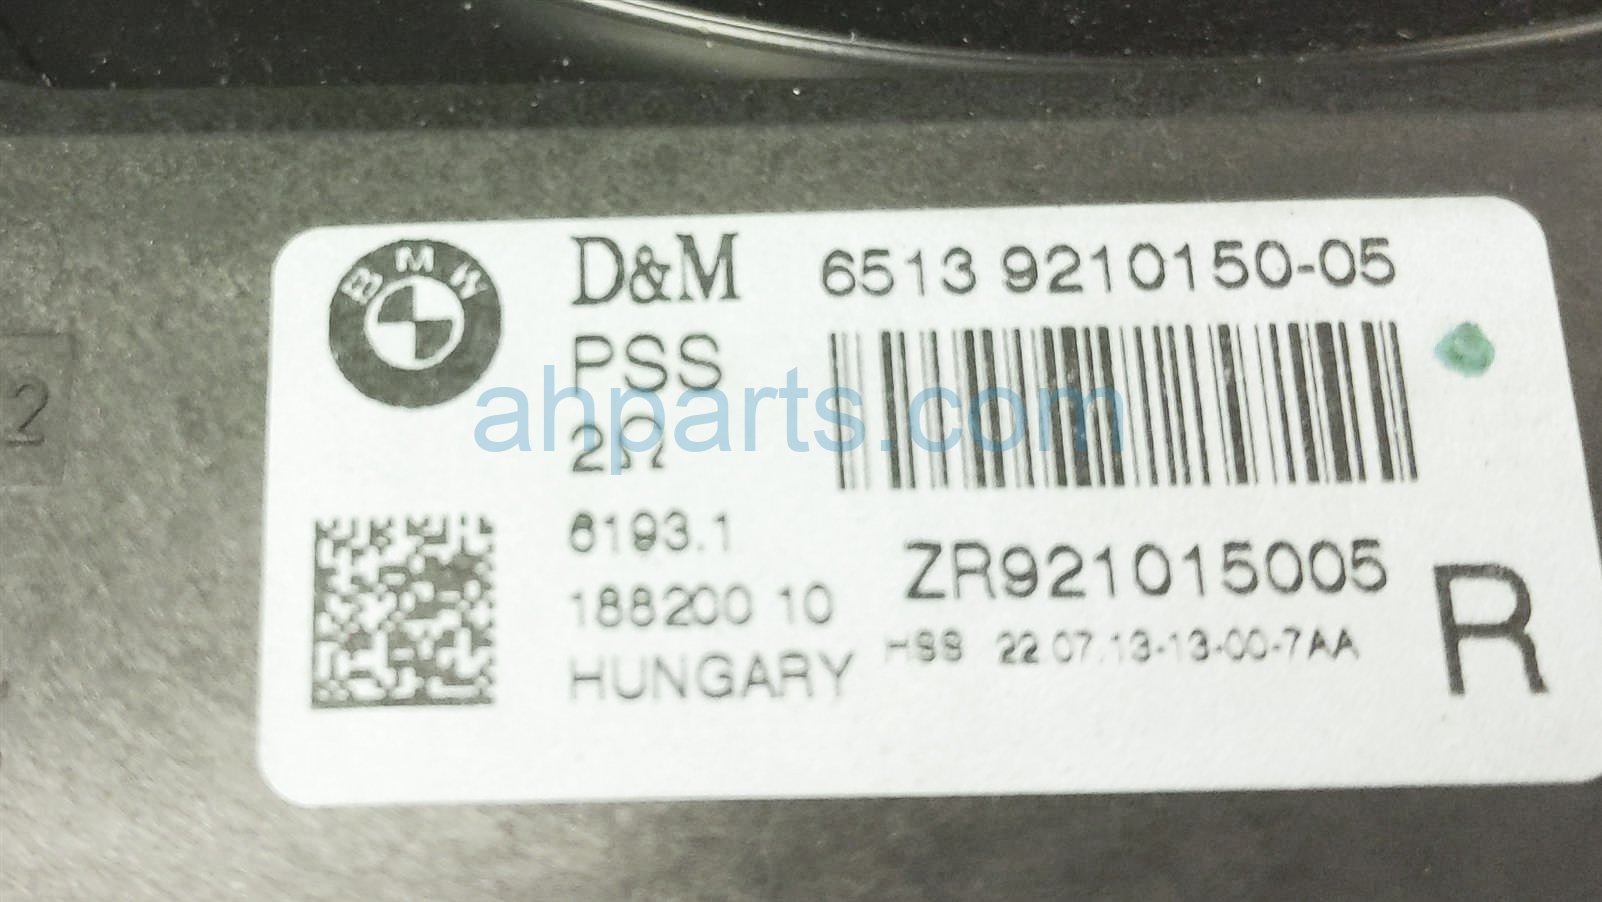 BMW
D&M 6513 9210150-05
PSS
2Ω
6193.1
188200 10
HUNGARY
ZR921015005
HSS 22.07.13-13-00-7AA
R
2
ahparts.com